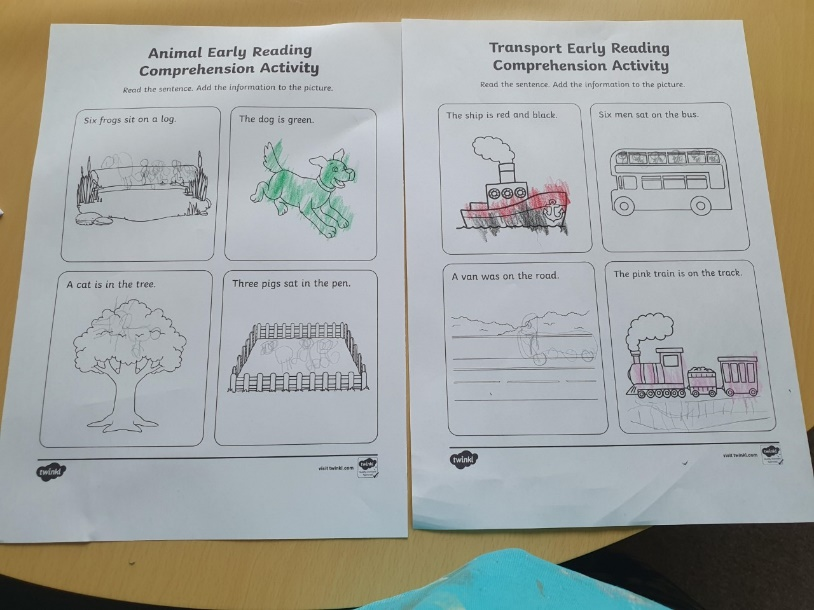 Animal Early Reading
Comprehension Activity
Read the sentence. Add the information to the picture.
Six frogs sit on a log.
The dog is green.
A cat is in the tree.
Three pigs sat in the pen.
twinkl
visit twinkl.com
twinkl
Transport Early Reading
Comprehension Activity
Read the sentence. Add the information to the picture.
The ship is red and black.
Six men sat on the bus.
A van was on the road.
The pink train is on the track.
twinkl
visit twinkl.com
twinkl